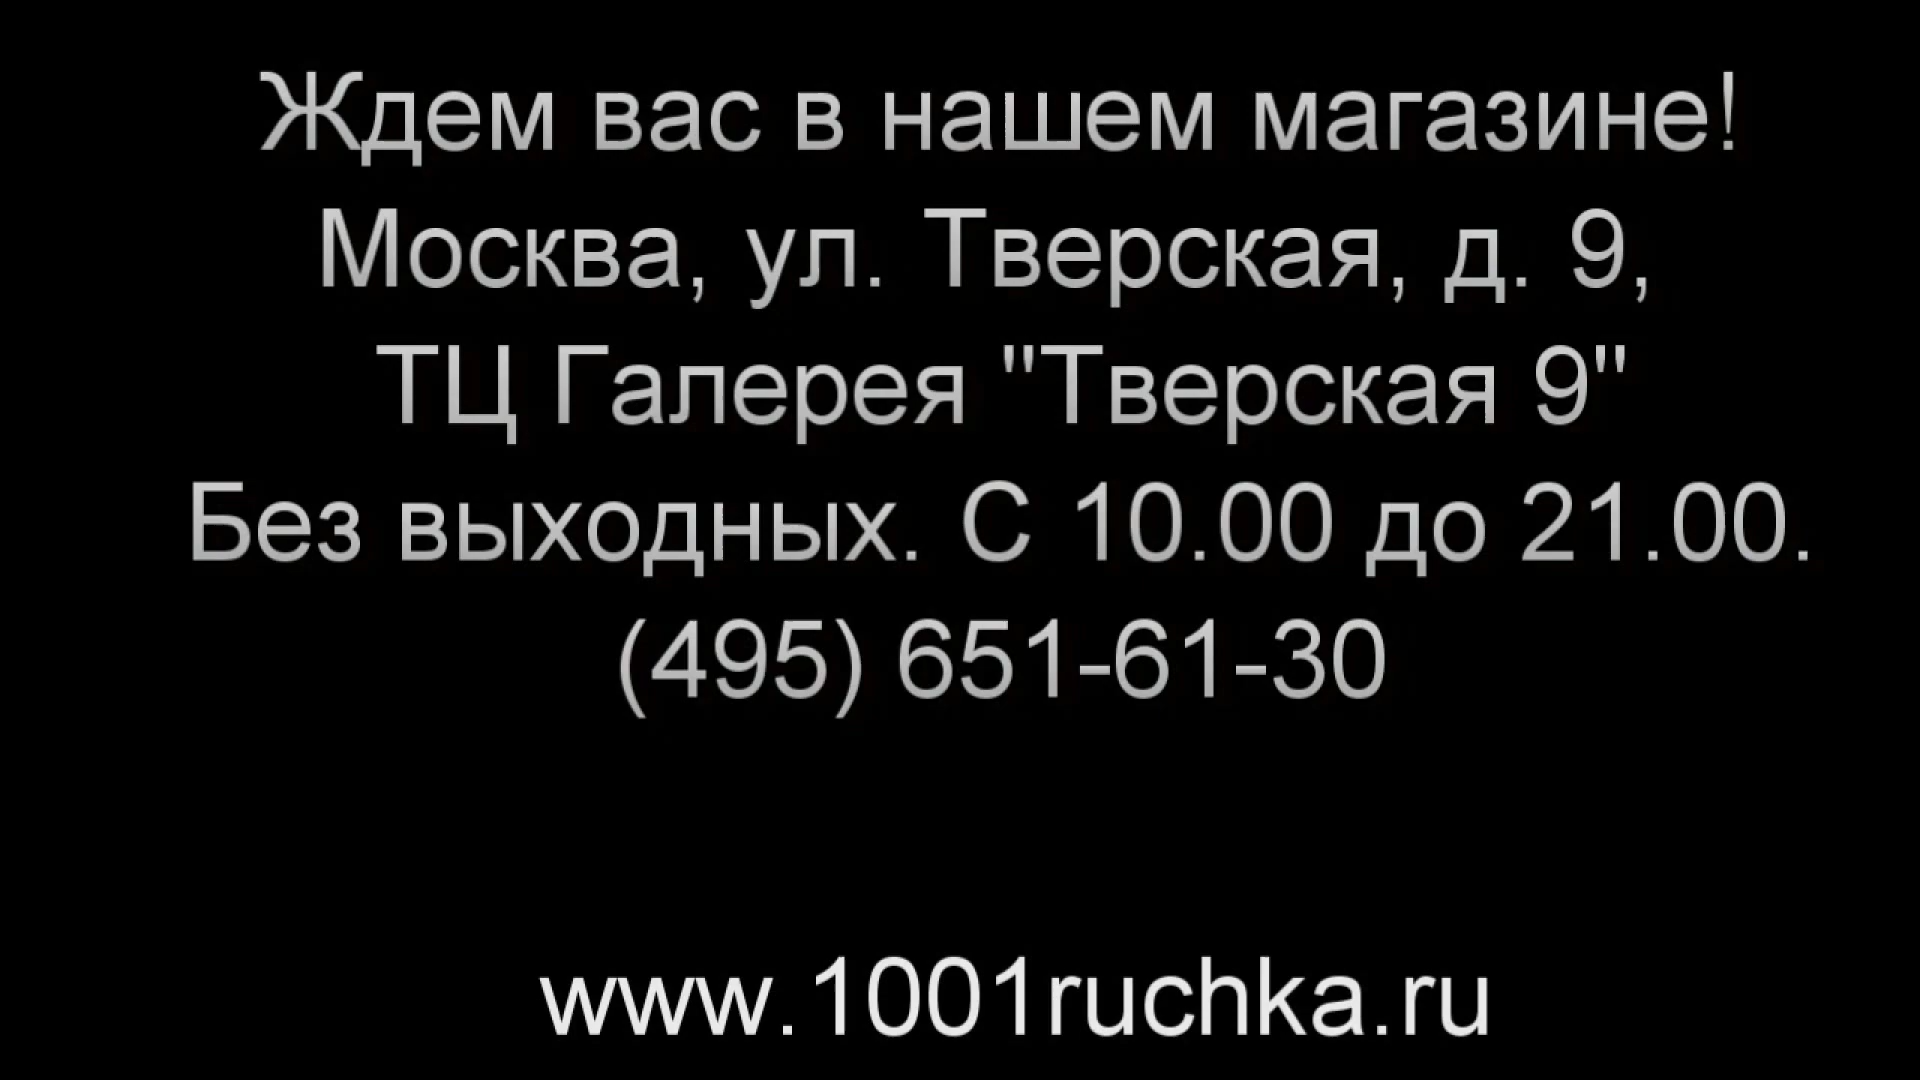 Ждем вас в нашем магазине!
Москва, ул. Тверская, д. 9,
ТЦ Галерея "Тверская 9"
Без выходных. С 10.00 до 21.00.
(495) 651-61-30
www.1001ruchka.ru